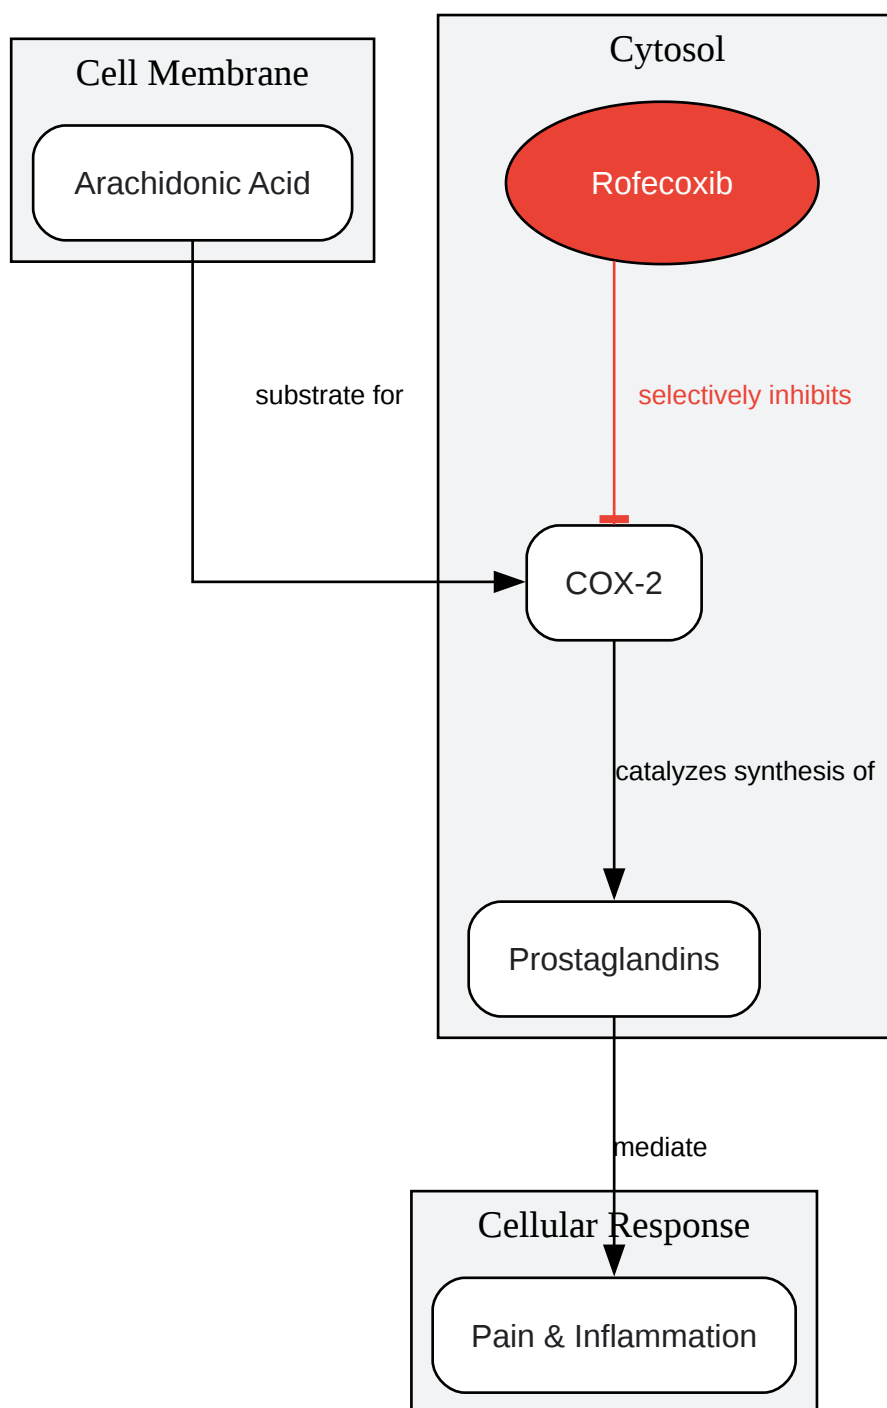 Cytosol
Cell Membrane
Arachidonic Acid
Rofecoxib
substrate for
selectively inhibits
COX-2
catalyzes synthesis of
Prostaglandins
mediate
Cellular Response
Pain & Inflammation